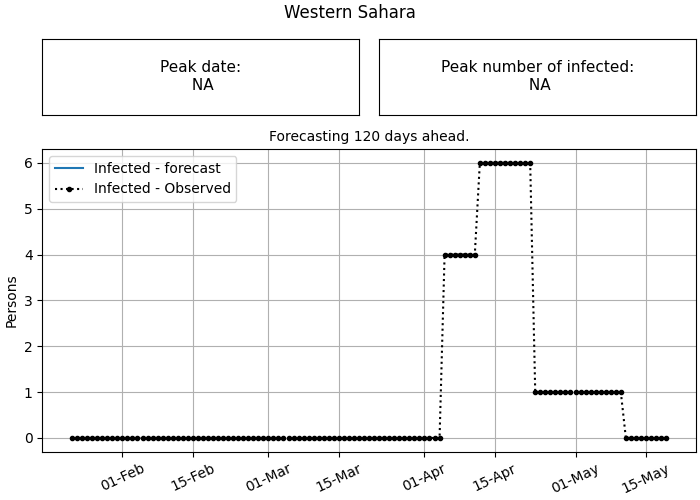 Western Sahara
Peak date:
NA
Peak number of infected:
NA
Forecasting 120 days ahead.
Infected - forecast
Infected - Observed
Persons
6
5
4
3
2
1
0
01-Feb
15-Feb
01-Mar
15-Mar
01-Apr
15-Apr
01-May
15-May